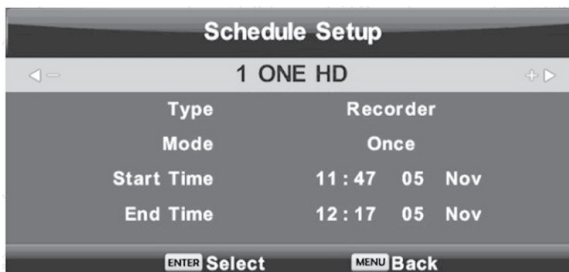 Schedule Setup
1 ONE HD
Type Recorder
Mode Once
Start Time 11 : 47 05 Nov
End Time 12 : 17 05 Nov
ENTER Select MENU Back